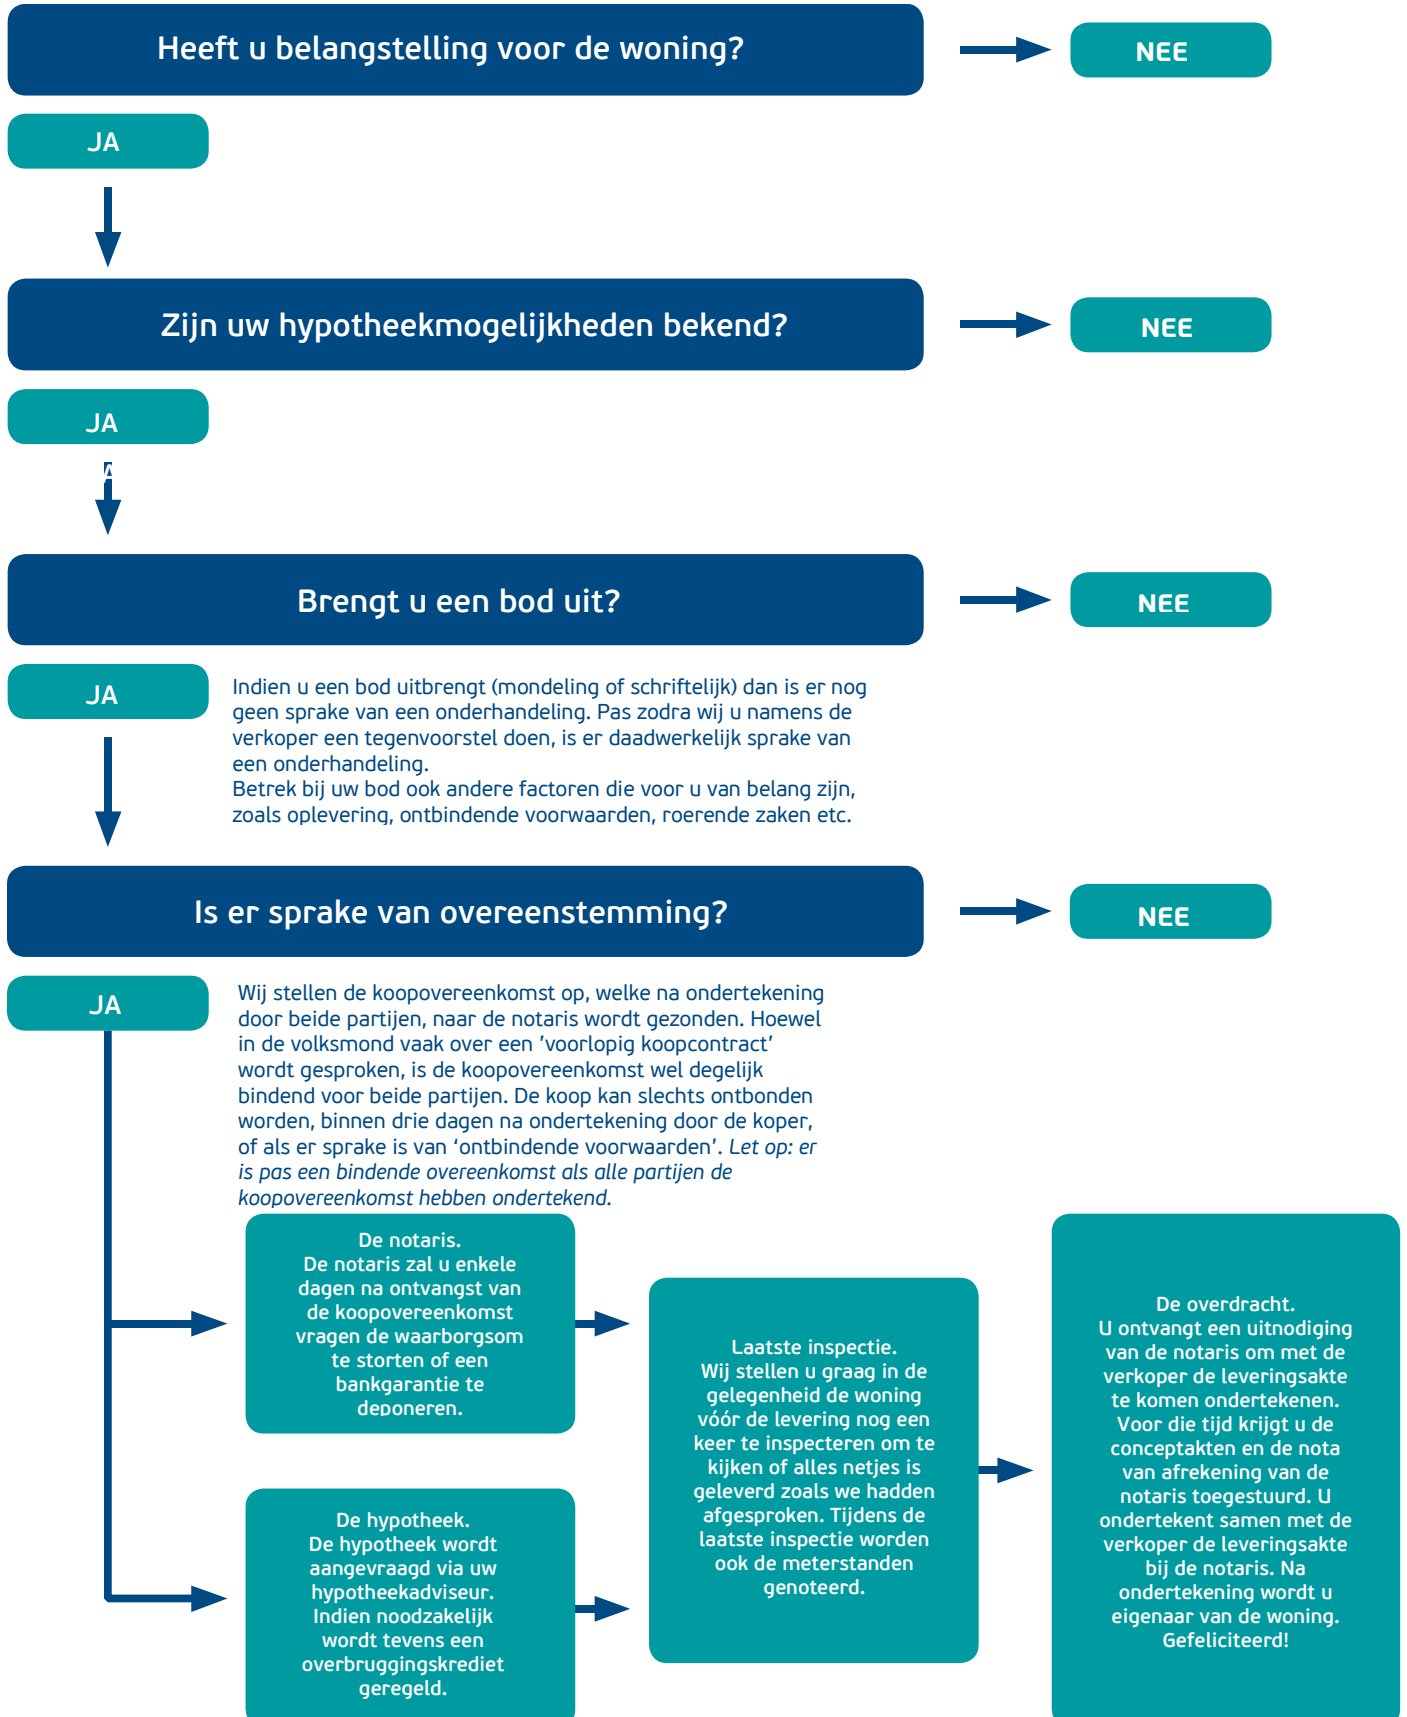 Heeft u belangstelling voor de woning?
NEE
JA
Zijn uw hypotheekmogelijkheden bekend?
NEE
JA
A
Brengt u een bod uit?
NEE
JA
Indien u een bod uitbrengt (mondeling of schriftelijk) dan is er nog
geen sprake van een onderhandeling. Pas zodra wij u namens de
verkoper een tegenvoorstel doen, is er daadwerkelijk sprake van
een onderhandeling.
Betrek bij uw bod ook andere factoren die voor u van belang zijn,
zoals oplevering, ontbindende voorwaarden, roerende zaken etc.
Is er sprake van overeenstemming?
NEE
JA
Wij stellen de koopovereenkomst op, welke na ondertekening
door beide partijen, naar de notaris wordt gezonden. Hoewel
in de volksmond vaak over een 'voorlopig koopcontract'
wordt gesproken, is de koopovereenkomst wel degelijk
bindend voor beide partijen. De koop kan slechts ontbonden
worden, binnen drie dagen na ondertekening door de koper,
of als er sprake is van ‘ontbindende voorwaarden’. Let op: er
is pas een bindende overeenkomst als alle partijen de
koopovereenkomst hebben ondertekend.
De notaris.
De notaris zal u enkele
dagen na ontvangst van
de koopovereenkomst
vragen de waarborgsom
te storten of een
bankgarantie te
deponeren.
De hypotheek.
De hypotheek wordt
aangevraagd via uw
hypotheekadviseur.
Indien noodzakelijk
wordt tevens een
overbruggingskrediet
geregeld.
Laatste inspectie.
Wij stellen u graag in de
gelegenheid de woning
vóór de levering nog een
keer te inspecteren om te
kijken of alles netjes is
geleverd zoals we hadden
afgesproken. Tijdens de
laatste inspectie worden
ook de meterstanden
genoteerd.
De overdracht.
U ontvangt een uitnodiging
van de notaris om met de
verkoper de leveringsakte
te komen ondertekenen.
Voor die tijd krijgt u de
conceptakten en de nota
van afrekening van de
notaris toegestuurd. U
ondertekent samen met de
verkoper de leveringsakte
bij de notaris. Na
ondertekening wordt u
eigenaar van de woning.
Gefeliciteerd!